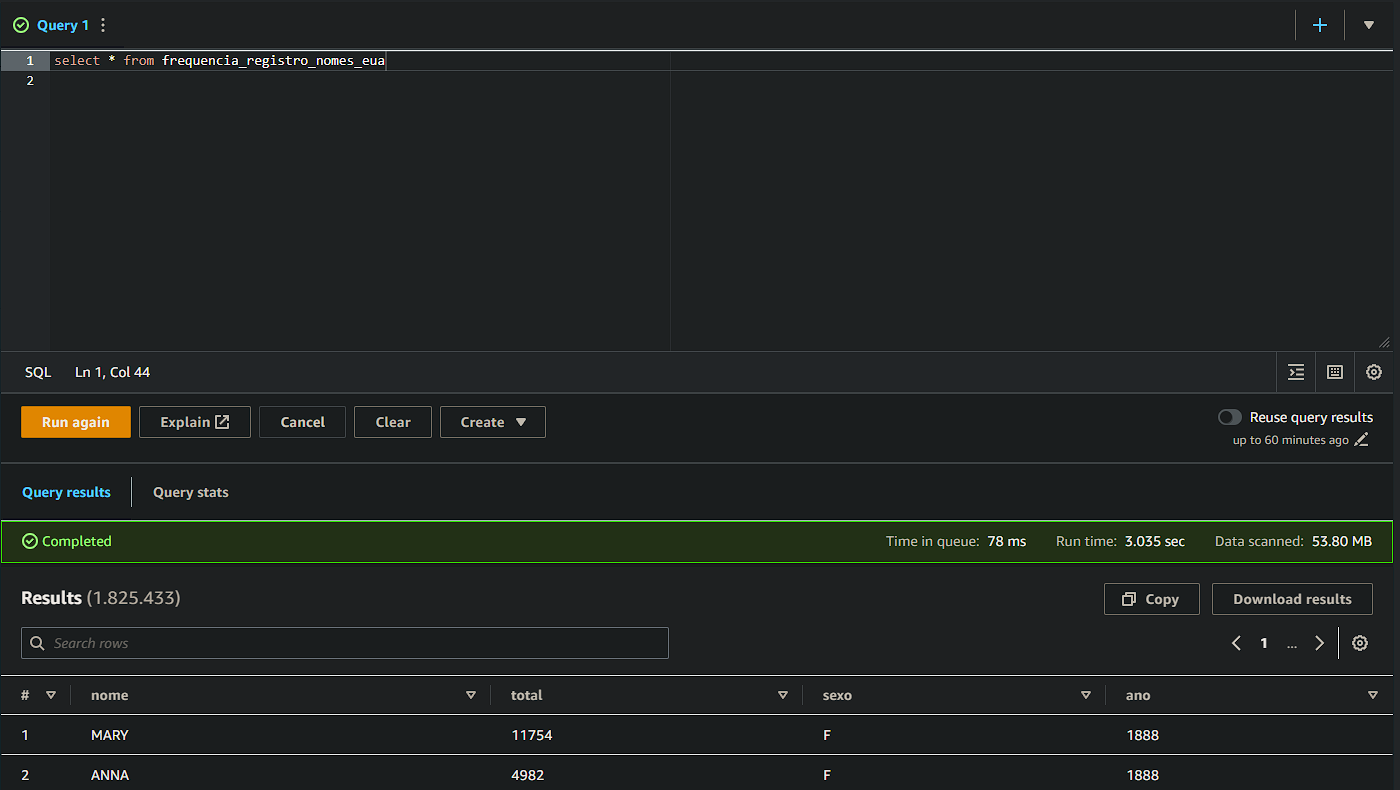 Query 1
1 select * from frequencia_registro_nomes_eua
2
SQL Ln 1, Col 44
Run again Explain Cancel Clear Create Reuse query results
up to 60 minutes ago
Query results Query stats
Completed Time in queue: 78 ms Run time: 3.035 sec Data scanned: 53.80 MB
Results (1.825.433) Copy Download results
Search rows 1 ...
# nome total sexo ano
1 MARY 11754 F 1888
2 ANNA 4982 F 1888